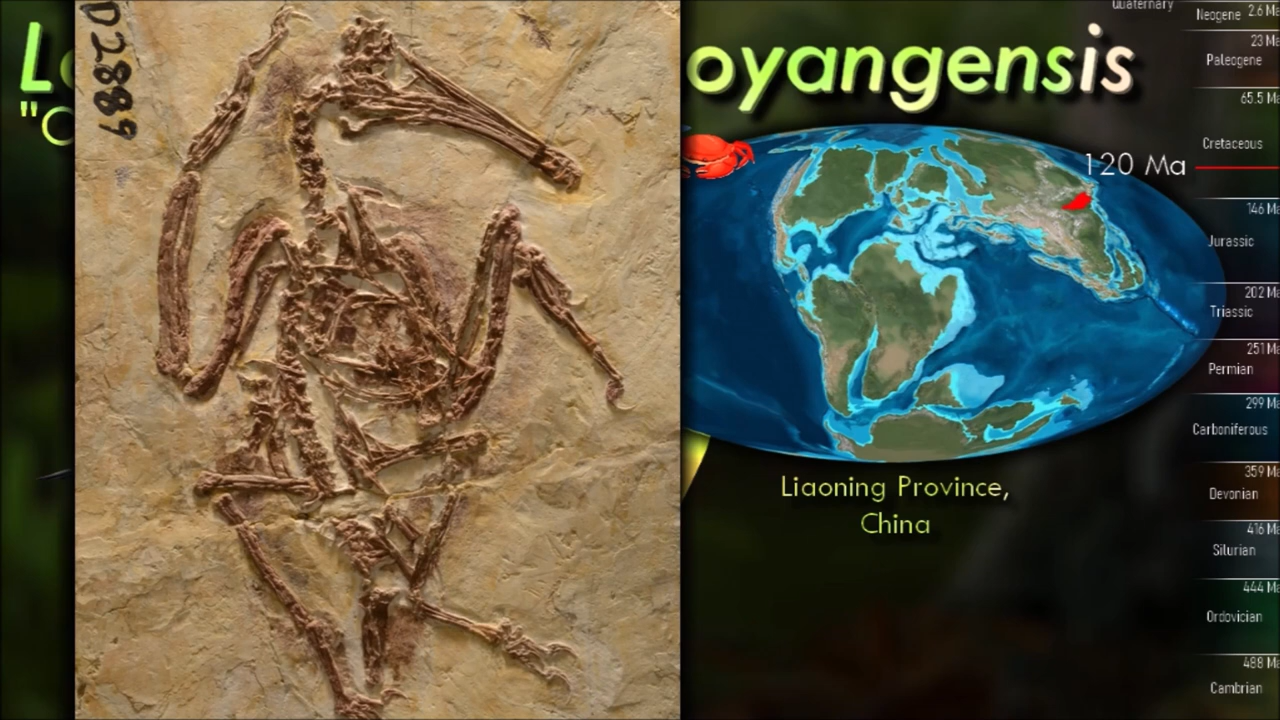 D2889
Lo
"C
oyangensis
120 Ma
Liaoning Province,
China
Quaternary
2.6 Ma
Neogene
23 Ma
Paleogene
65.5 Ma
Cretaceous
146 Ma
Jurassic
202 Ma
Triassic
251 Ma
Permian
299 Ma
Carboniferous
359 Ma
Devonian
416 Ma
Silurian
444 Ma
Ordovician
488 Ma
Cambrian